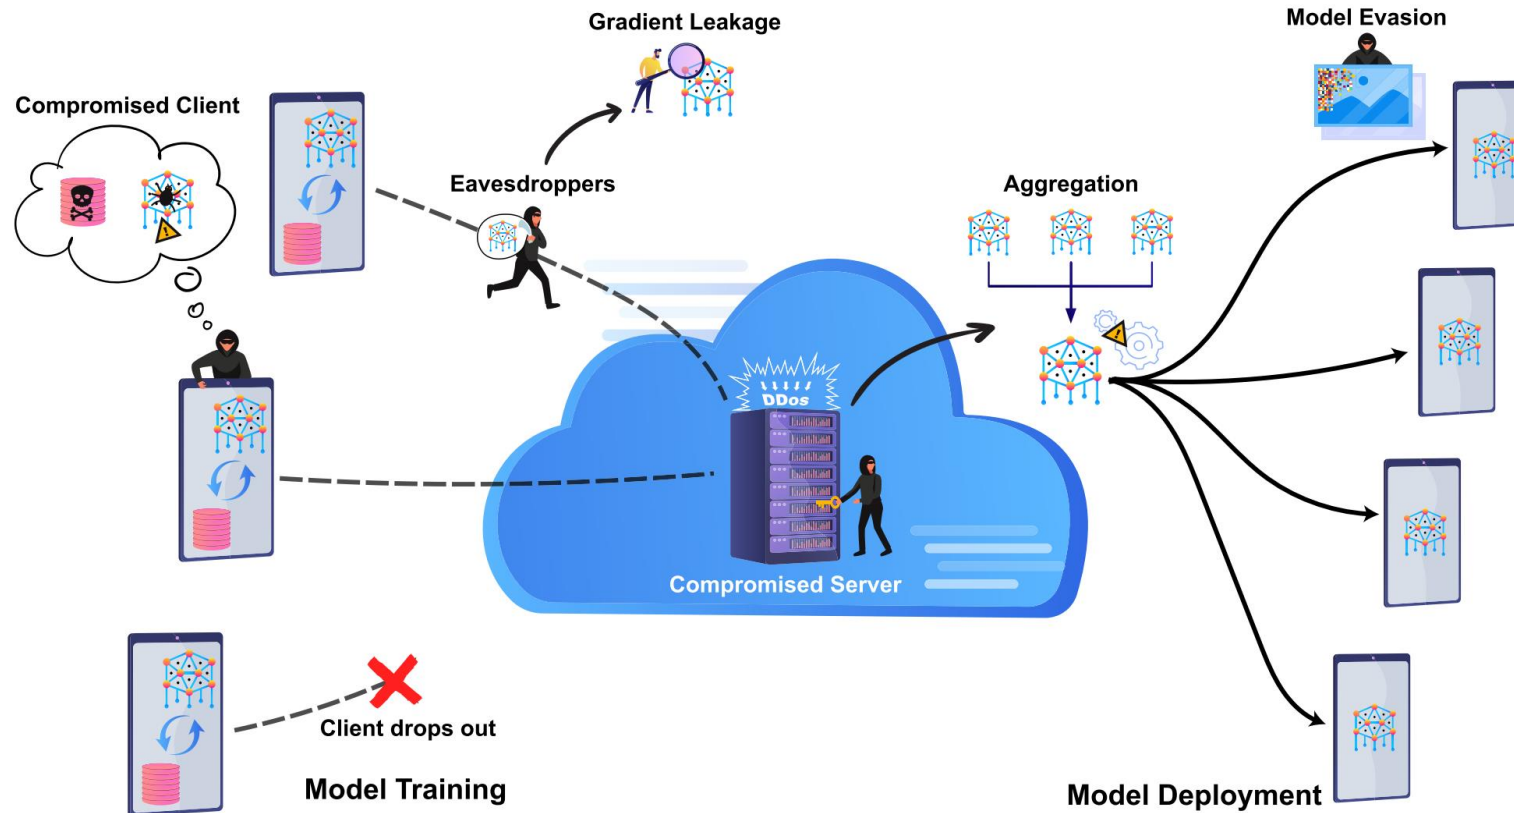 Gradient Leakage
Model Evasion
Compromised Client
Eavesdroppers
Aggregation
DDos
Compromised Server
Client drops out
Model Training
Model Deployment